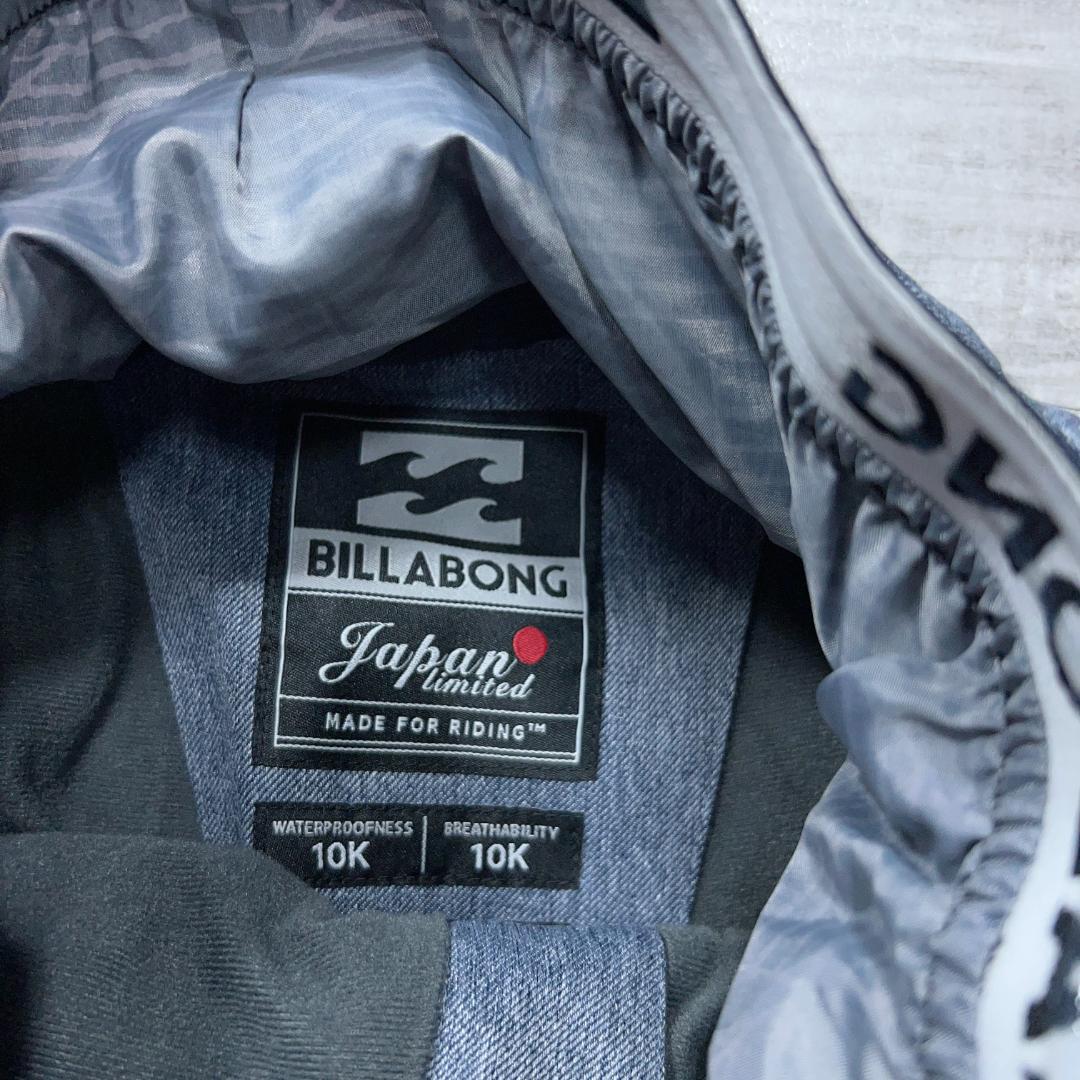 BILLABONG
Japan
limited
MADE FOR RIDING™
WATERPROOFNESS | BREATHABILITY
10K | 10K